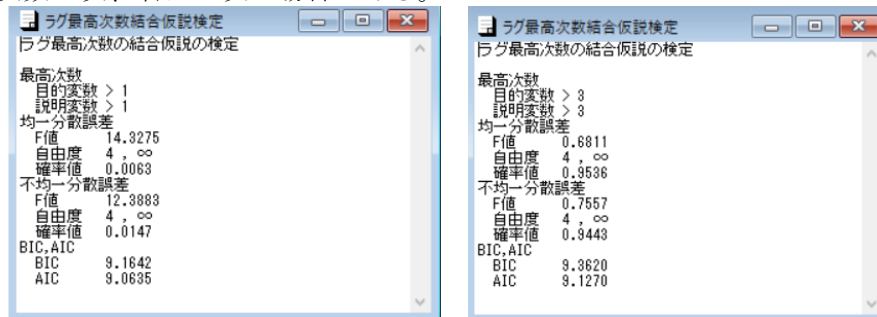 ラグ最高次数結合仮説検定
ラグ最高次数の結合仮説の検定
最高次数
目的変数 > 1
説明変数 > 1
均一分散誤差
F値 14.3275
自由度 4 , ∞
確率値 0.0063
不均一分散誤差
F値 12.3883
自由度 4 , ∞
確率値 0.0147
BIC,AIC
BIC 9.1642
AIC 9.0635
ラグ最高次数結合仮説検定
ラグ最高次数の結合仮説の検定
最高次数
目的変数 > 3
説明変数 > 3
均一分散誤差
F値 0.6811
自由度 4 , ∞
確率値 0.9536
不均一分散誤差
F値 0.7557
自由度 4 , ∞
確率値 0.9443
BIC,AIC
BIC 9.3620
AIC 9.1270